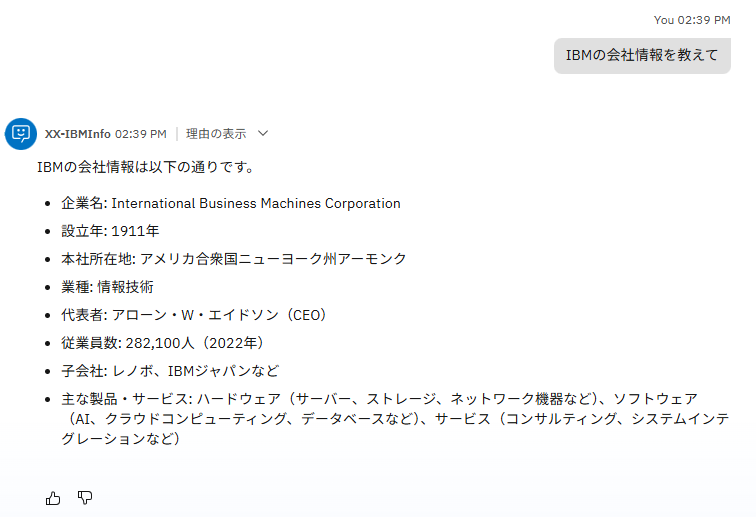 You 02:39 PM
IBMの会社情報を教えて
XX-IBMInfo 02:39 PM 理由の表示
IBMの会社情報は以下の通りです。
• 企業名: International Business Machines Corporation
• 設立年: 1911年
• 本社所在地: アメリカ合衆国ニューヨーク州アーモンク
• 業種: 情報技術
• 代表者: アローン・W・エイドソン（CEO）
• 従業員数: 282,100人（2022年）
• 子会社: レノボ、IBMジャパンなど
• 主な製品・サービス: ハードウェア（サーバー、ストレージ、ネットワーク機器など）、ソフトウェア
（AI、クラウドコンピューティング、データベースなど）、サービス（コンサルティング、システムインテ
グレーションなど）